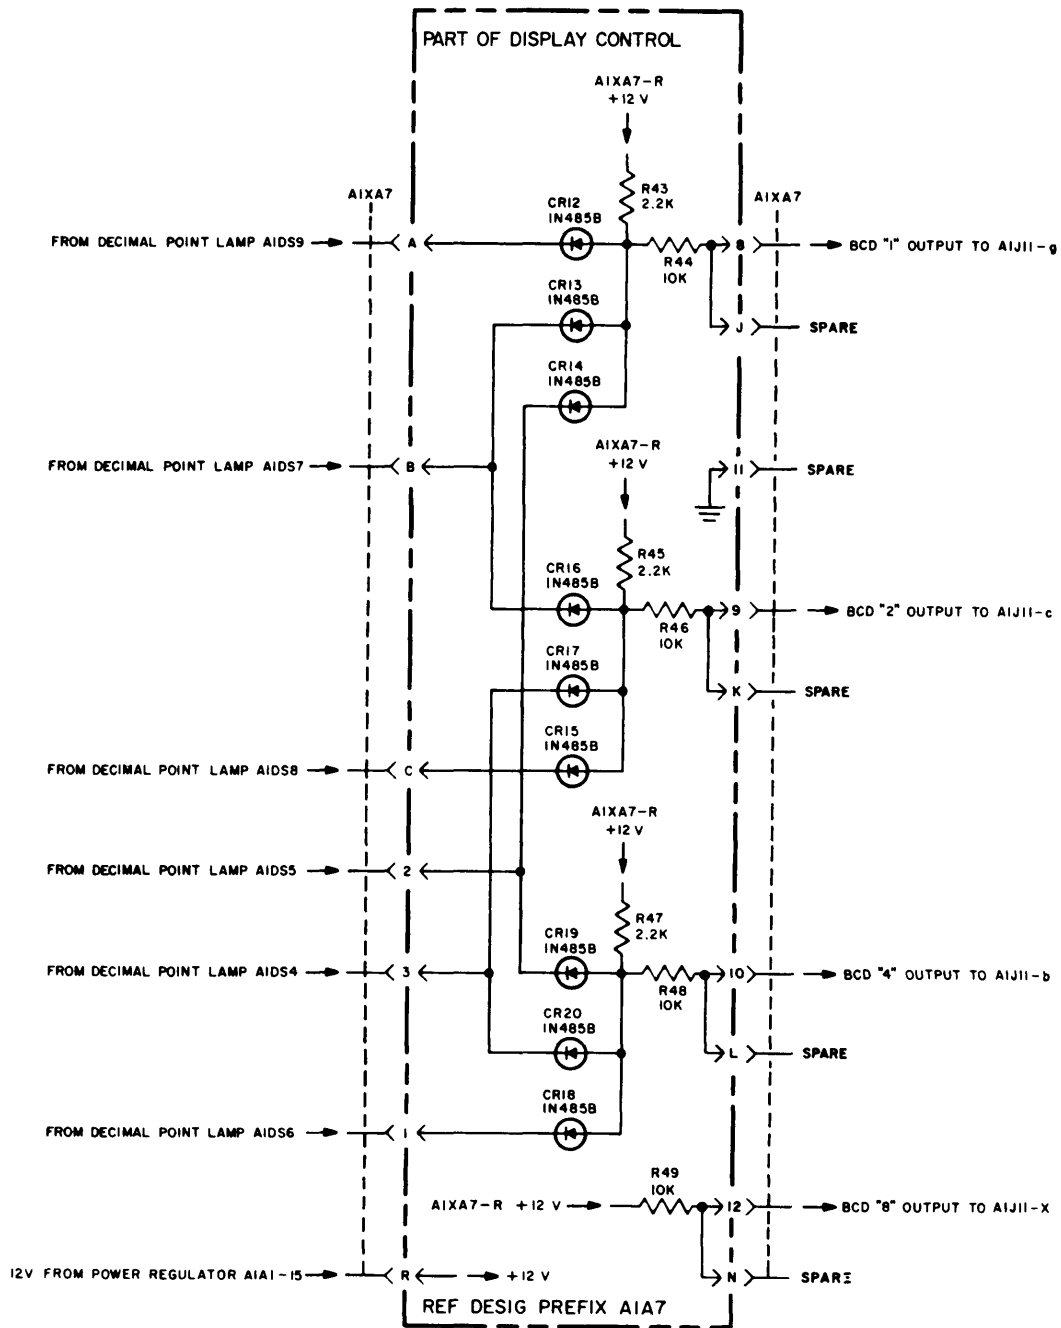 PART OF DISPLAY CONTROL
A1XA7-R
+12 V
R43
2.2K
A1XA7
A1XA7
CR12
1N485B
FROM DECIMAL POINT LAMP A1DS9
A
R44
10K
8
BCD "1" OUTPUT TO A1J11-g
CR13
1N485B
J
SPARE
CR14
1N485B
A1XA7-R
+12 V
FROM DECIMAL POINT LAMP A1DS7
B
11
SPARE
R45
2.2K
CR16
1N485B
R46
10K
9
BCD "2" OUTPUT TO A1J11-c
CR17
1N485B
K
SPARE
CR15
1N485B
FROM DECIMAL POINT LAMP A1DS8
C
A1XA7-R
+12 V
FROM DECIMAL POINT LAMP A1DS5
2
R47
2.2K
CR19
1N485B
FROM DECIMAL POINT LAMP A1DS4
3
R48
10K
10
BCD "4" OUTPUT TO A1J11-b
CR20
1N485B
L
SPARE
CR18
1N485B
FROM DECIMAL POINT LAMP A1DS6
1
R49
10K
A1XA7-R +12 V
12
BCD "8" OUTPUT TO A1J11-X
12V FROM POWER REGULATOR A1A1-15
R
+12 V
N
SPARE
REF DESIG PREFIX A1A7